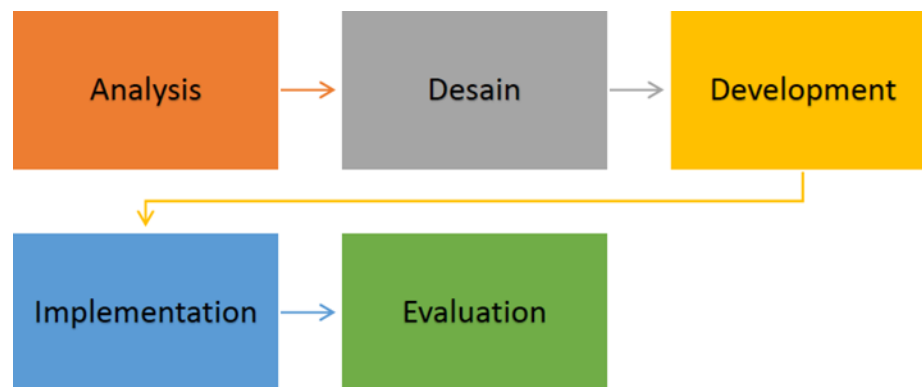 Analysis
Desain
Development
Implementation
Evaluation